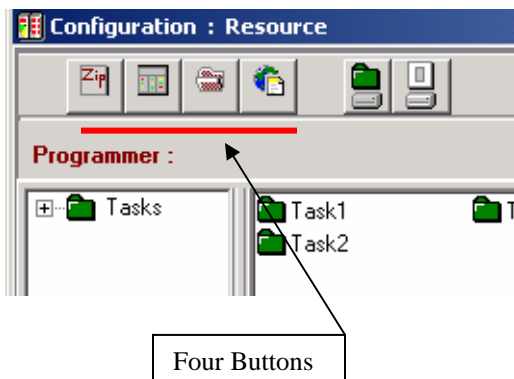 Configuration : Resource
Zip
Programmer :
Tasks
Task1
T
Task2
Four Buttons